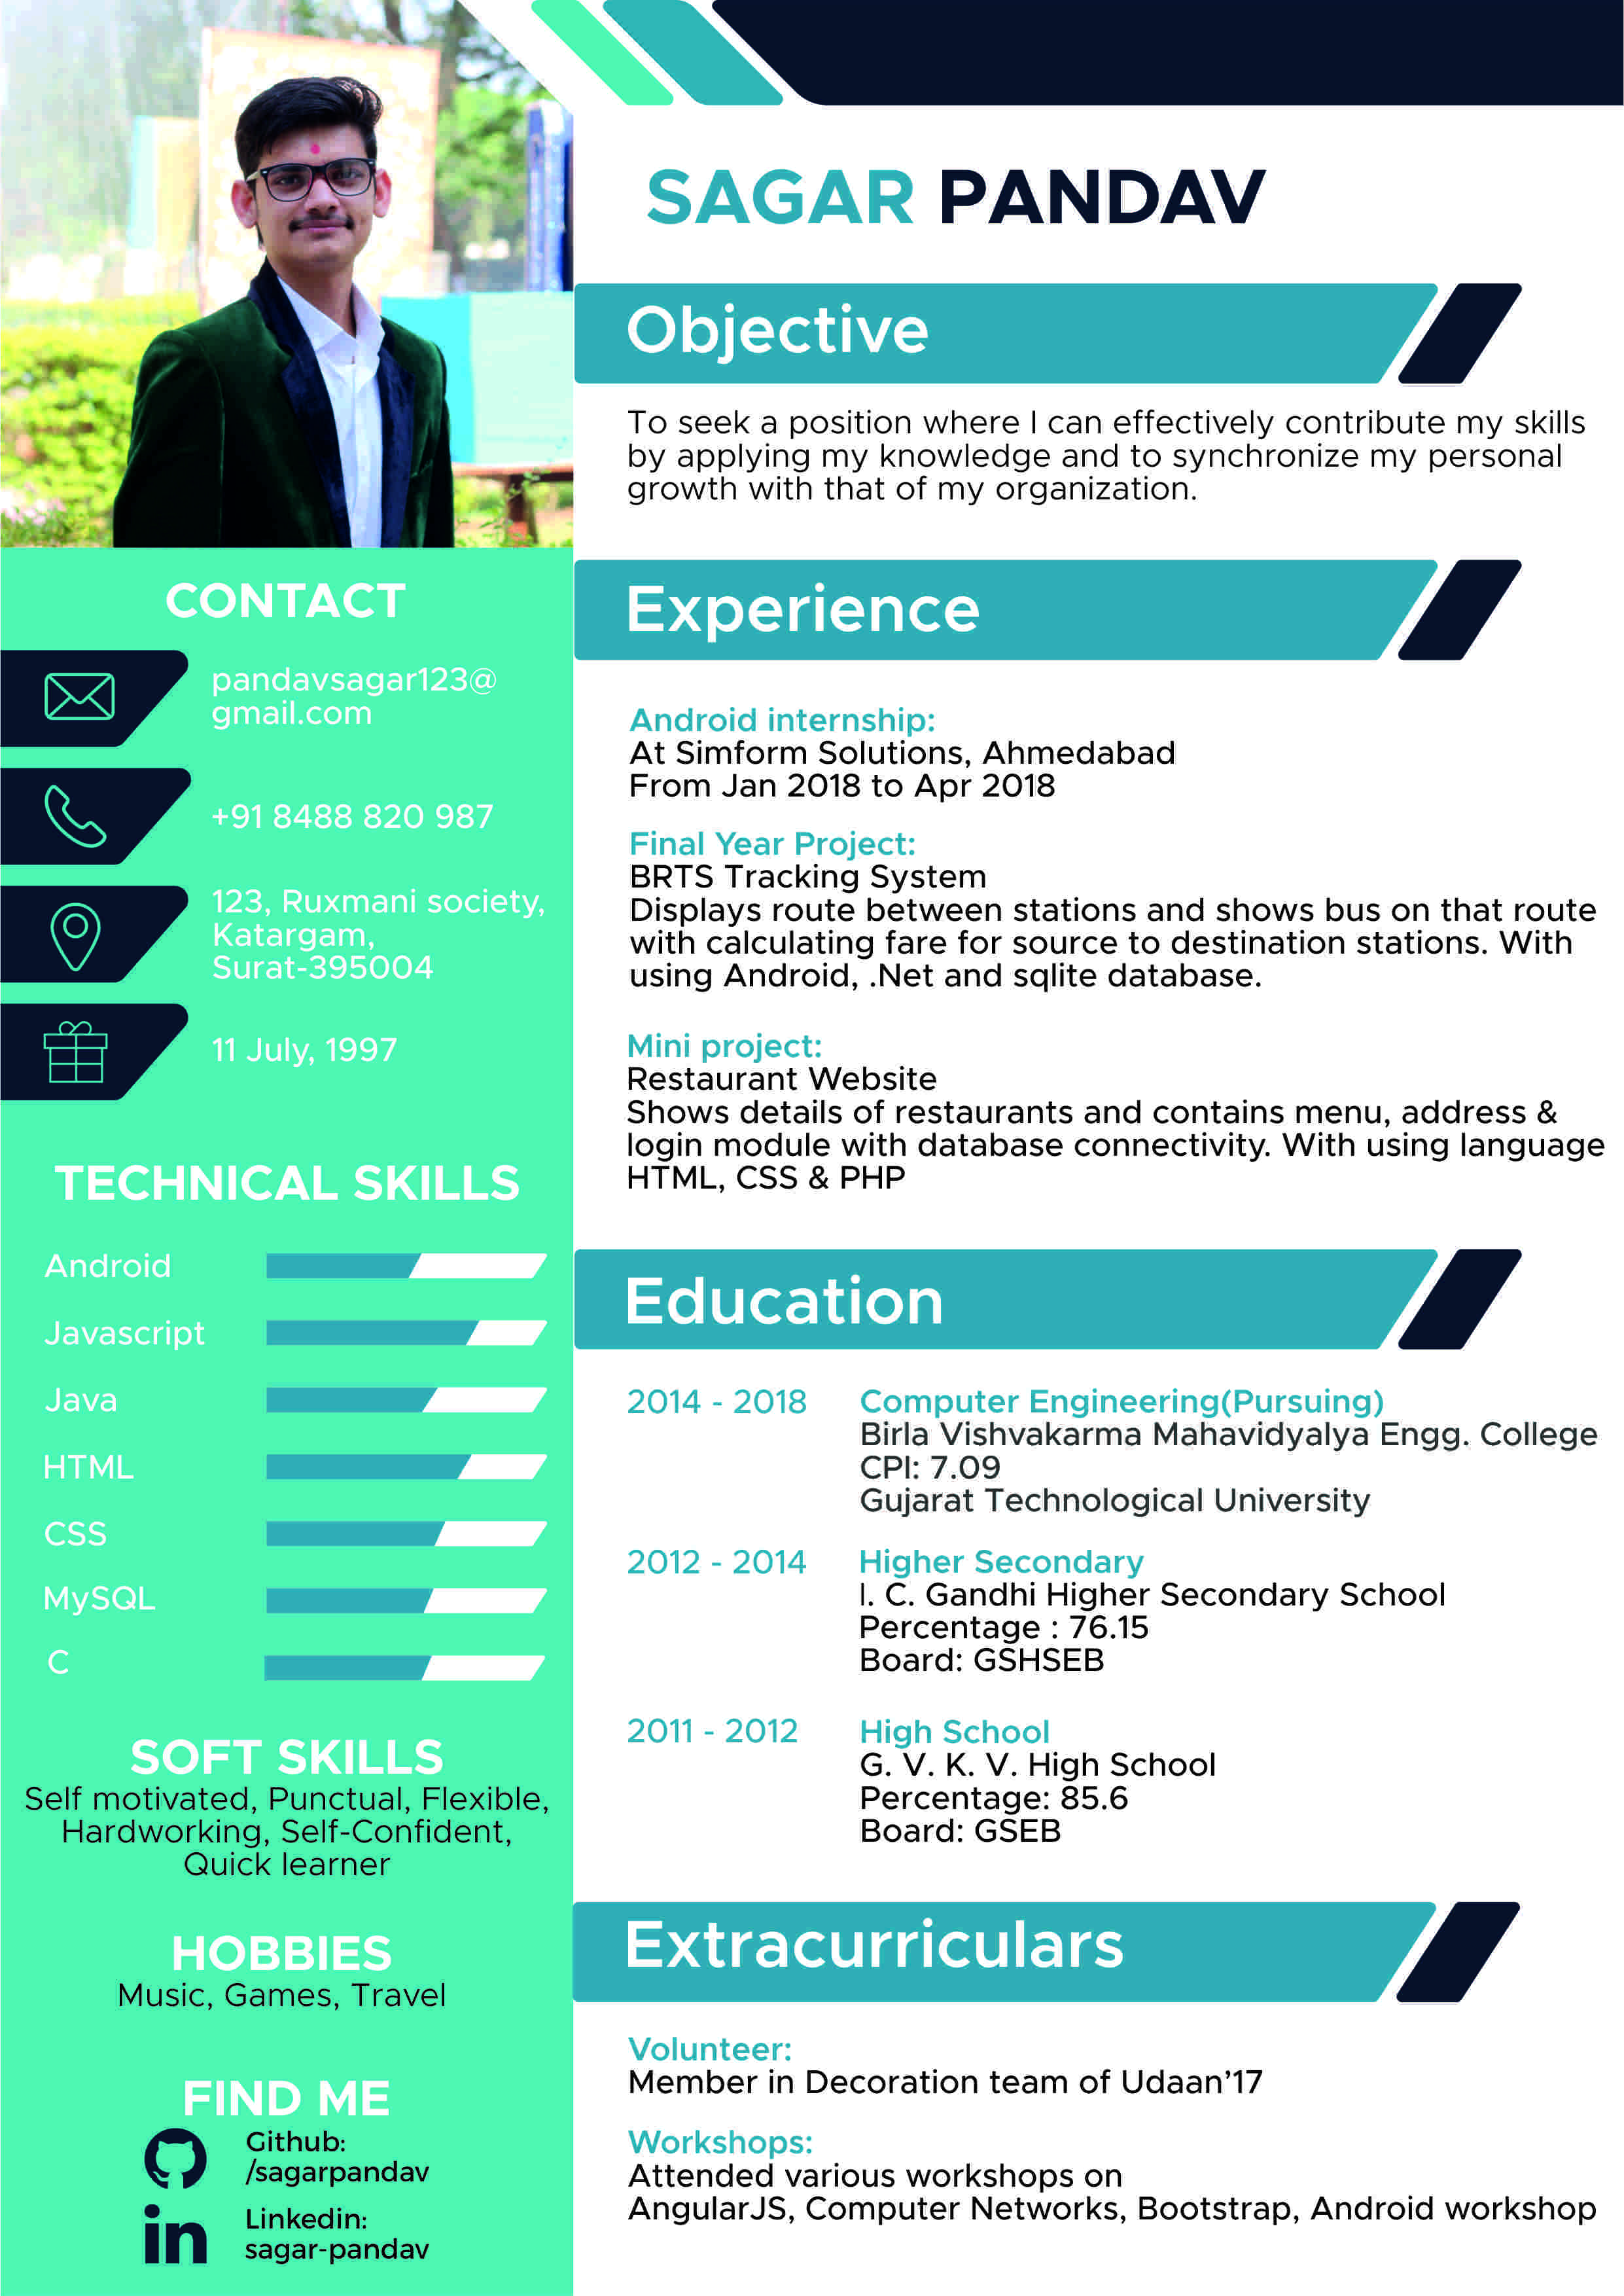 SAGAR PANDAV
Objective
To seek a position where I can effectively contribute my skills
by applying my knowledge and to synchronize my personal
growth with that of my organization.
CONTACT
pandavsagar123@
gmail.com
+91 8488 820 987
123, Ruxmani society,
Katargam,
Surat-395004
11 July, 1997
TECHNICAL SKILLS
Android
Javascript
Java
HTML
CSS
MySQL
C
SOFT SKILLS
Self motivated, Punctual, Flexible,
Hardworking, Self-Confident,
Quick learner
HOBBIES
Music, Games, Travel
FIND ME
Github:
/sagarpandav
in
Linkedin:
sagar-pandav
Experience
Android internship:
At Simform Solutions, Ahmedabad
From Jan 2018 to Apr 2018
Final Year Project:
BRTS Tracking System
Displays route between stations and shows bus on that route
with calculating fare for source to destination stations. With
using Android, .Net and sqlite database.
Mini project:
Restaurant Website
Shows details of restaurants and contains menu, address &
login module with database connectivity. With using language
HTML, CSS & PHP
Education
2014 - 2018 Computer Engineering(Pursuing)
Birla Vishvakarma Mahavidyalya Engg. College
CPI: 7.09
Gujarat Technological University
2012 - 2014 Higher Secondary
I. C. Gandhi Higher Secondary School
Percentage : 76.15
Board: GSHSEB
2011 - 2012 High School
G. V. K. V. High School
Percentage: 85.6
Board: GSEB
Extracurriculars
Volunteer:
Member in Decoration team of Udaan’17
Workshops:
Attended various workshops on
AngularJS, Computer Networks, Bootstrap, Android workshop